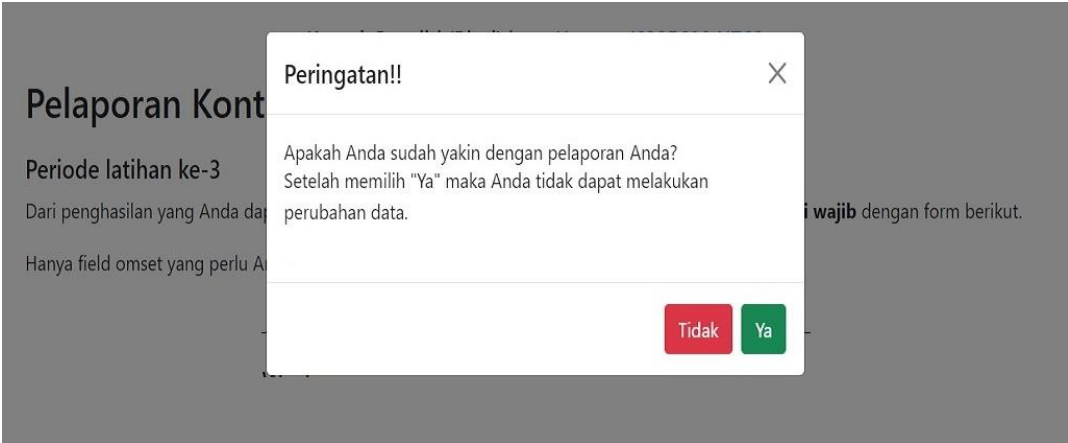 Peringatan!!
Pelaporan Kont
Apakah Anda sudah yakin dengan pelaporan Anda?
Periode latihan ke-3
Setelah memilih "Ya" maka Anda tidak dapat melakukan
perubahan data.
Dari penghasilan yang Anda dap
i wajib dengan form berikut.
Hanya field omset yang perlu A
Tidak Ya